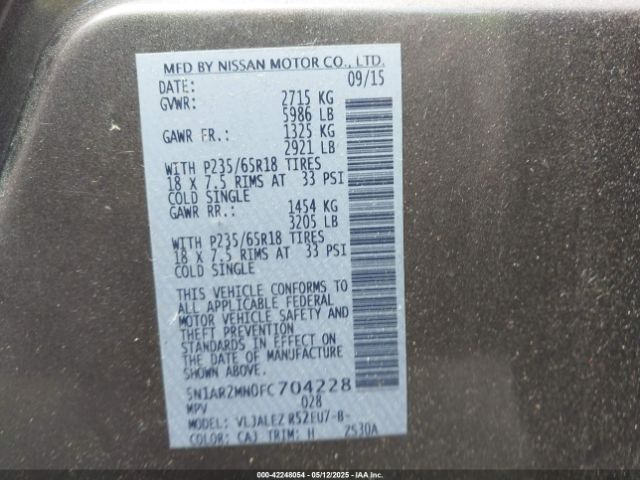 MFD BY NISSAN MOTOR CO., LTD.
DATE: 09/15
GVWR: 2715 KG
5986 LB
GAWR FR.: 1325 KG
2921 LB
WITH P235/65R18 TIRES
18 X 7.5 RIMS AT 33 PSI
COLD SINGLE
GAWR RR.: 1454 KG
3205 LB
WITH P235/65R18 TIRES
18 X 7.5 RIMS AT 33 PSI
COLD SINGLE
THIS VEHICLE CONFORMS TO
ALL APPLICABLE FEDERAL
MOTOR VEHICLE SAFETY AND
THEFT PREVENTION
STANDARDS IN EFFECT ON
THE DATE OF MANUFACTURE
SHOWN ABOVE.
5N1AR2MN0FC704228
MPV 028
MODEL: VLJALEZ R52EU7-B-
COLOR: CAJ TRIM: H 2530A
000-42248054 - 05/12/2025 - IAAI.COM